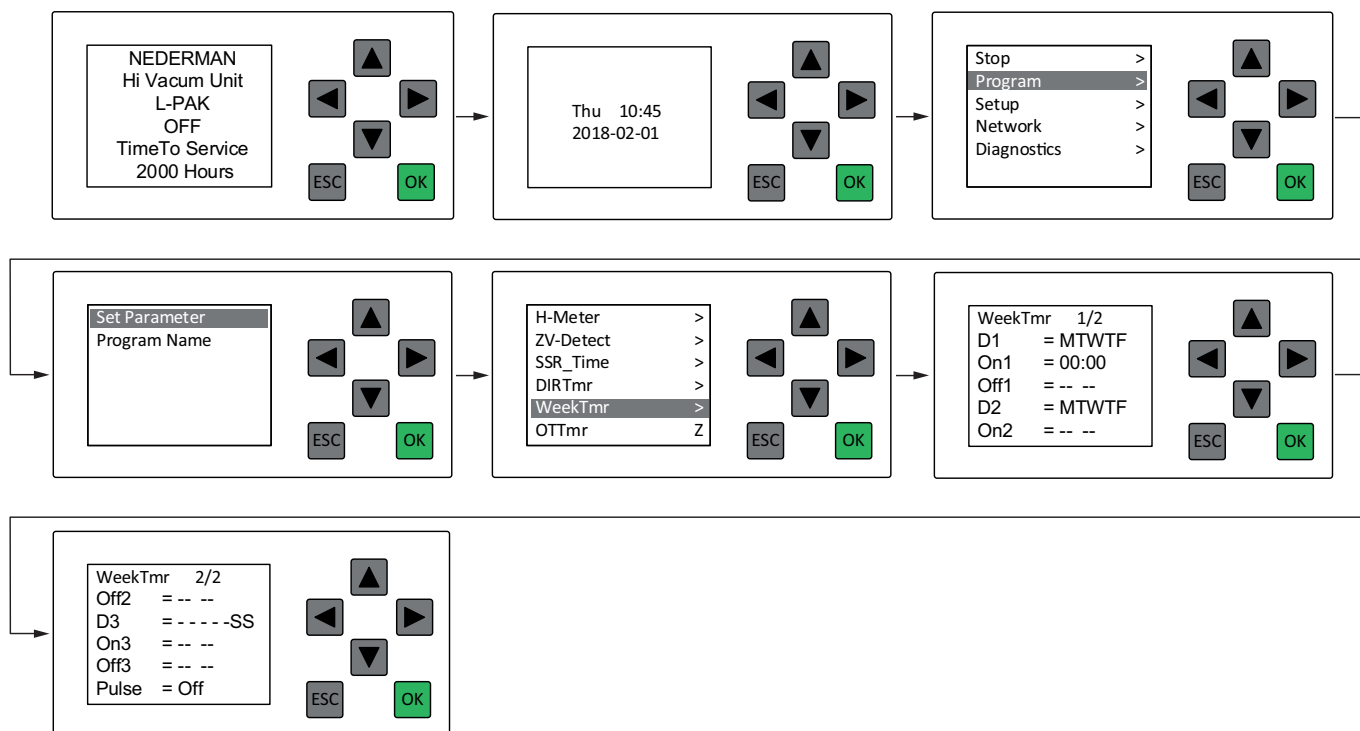 NEDERMAN
Hi Vacum Unit
L-PAK
OFF
TimeTo Service
2000 Hours
ESC OK
Thu 10:45
2018-02-01
ESC OK
Stop >
Program >
Setup >
Network >
Diagnostics >
ESC OK
Set Parameter
Program Name
ESC OK
H-Meter >
ZV-Detect >
SSR_Time >
DIRTmr >
WeekTmr >
OTTmr Z
ESC OK
WeekTmr 1/2
D1 = MTWTF
On1 = 00:00
Off1 = -- --
D2 = MTWTF
On2 = -- --
ESC OK
WeekTmr 2/2
Off2 = -- --
D3 = - - - - -SS
On3 = -- --
Off3 = -- --
Pulse = Off
ESC OK